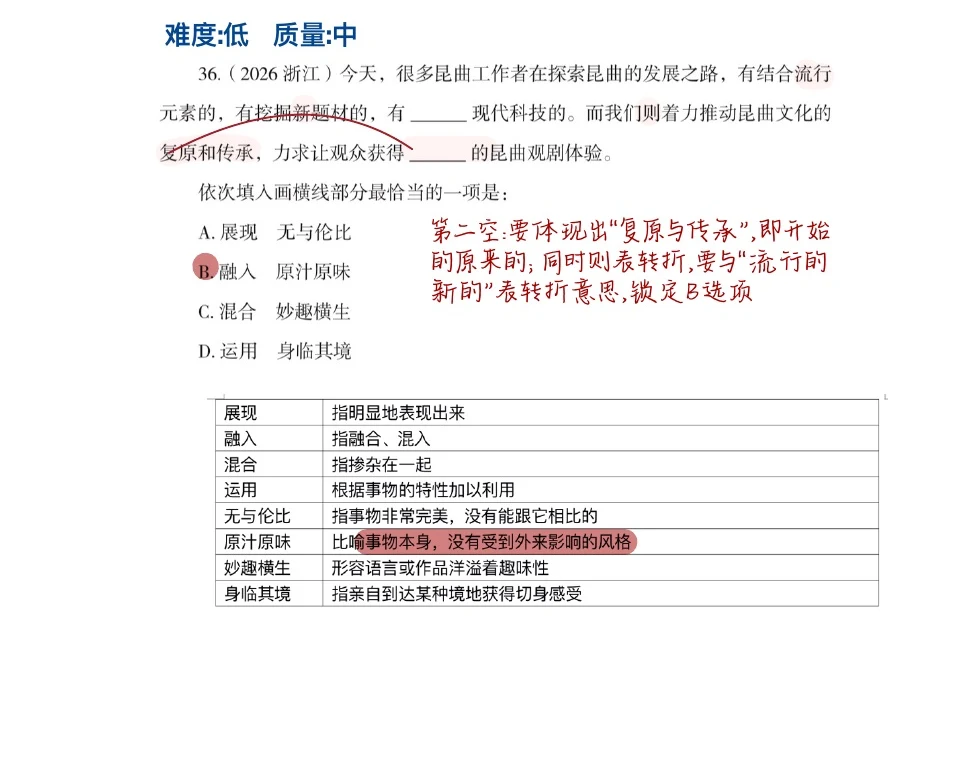 难度:低 质量:中
36.（2026 浙江）今天，很多昆曲工作者在探索昆曲的发展之路，有结合流行
元素的，有挖掘新题材的，有 ______ 现代科技的。而我们则着力推动昆曲文化的
复原和传承，力求让观众获得 ______ 的昆曲观剧体验。
依次填入画横线部分最恰当的一项是：
A. 展现 无与伦比
B. 融入 原汁原味
C. 混合 妙趣横生
D. 运用 身临其境
第二空:要体现出“复原与传承”,即开始
的原来的; 同时则表转折,要与“流行的
新的”表转折意思,锁定B选项
展现 指明显地表现出来
融入 指融合、混入
混合 指掺杂在一起
运用 根据事物的特性加以利用
无与伦比 指事物非常完美，没有能跟它相比的
原汁原味 比喻事物本身，没有受到外来影响的风格
妙趣横生 形容语言或作品洋溢着趣味性
身临其境 指亲自到达某种境地获得切身感受